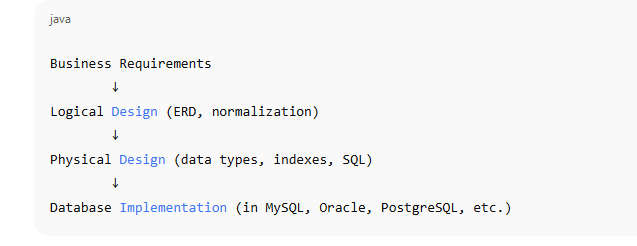 java
Business Requirements
↓
Logical Design (ERD, normalization)
↓
Physical Design (data types, indexes, SQL)
↓
Database Implementation (in MySQL, Oracle, PostgreSQL, etc.)